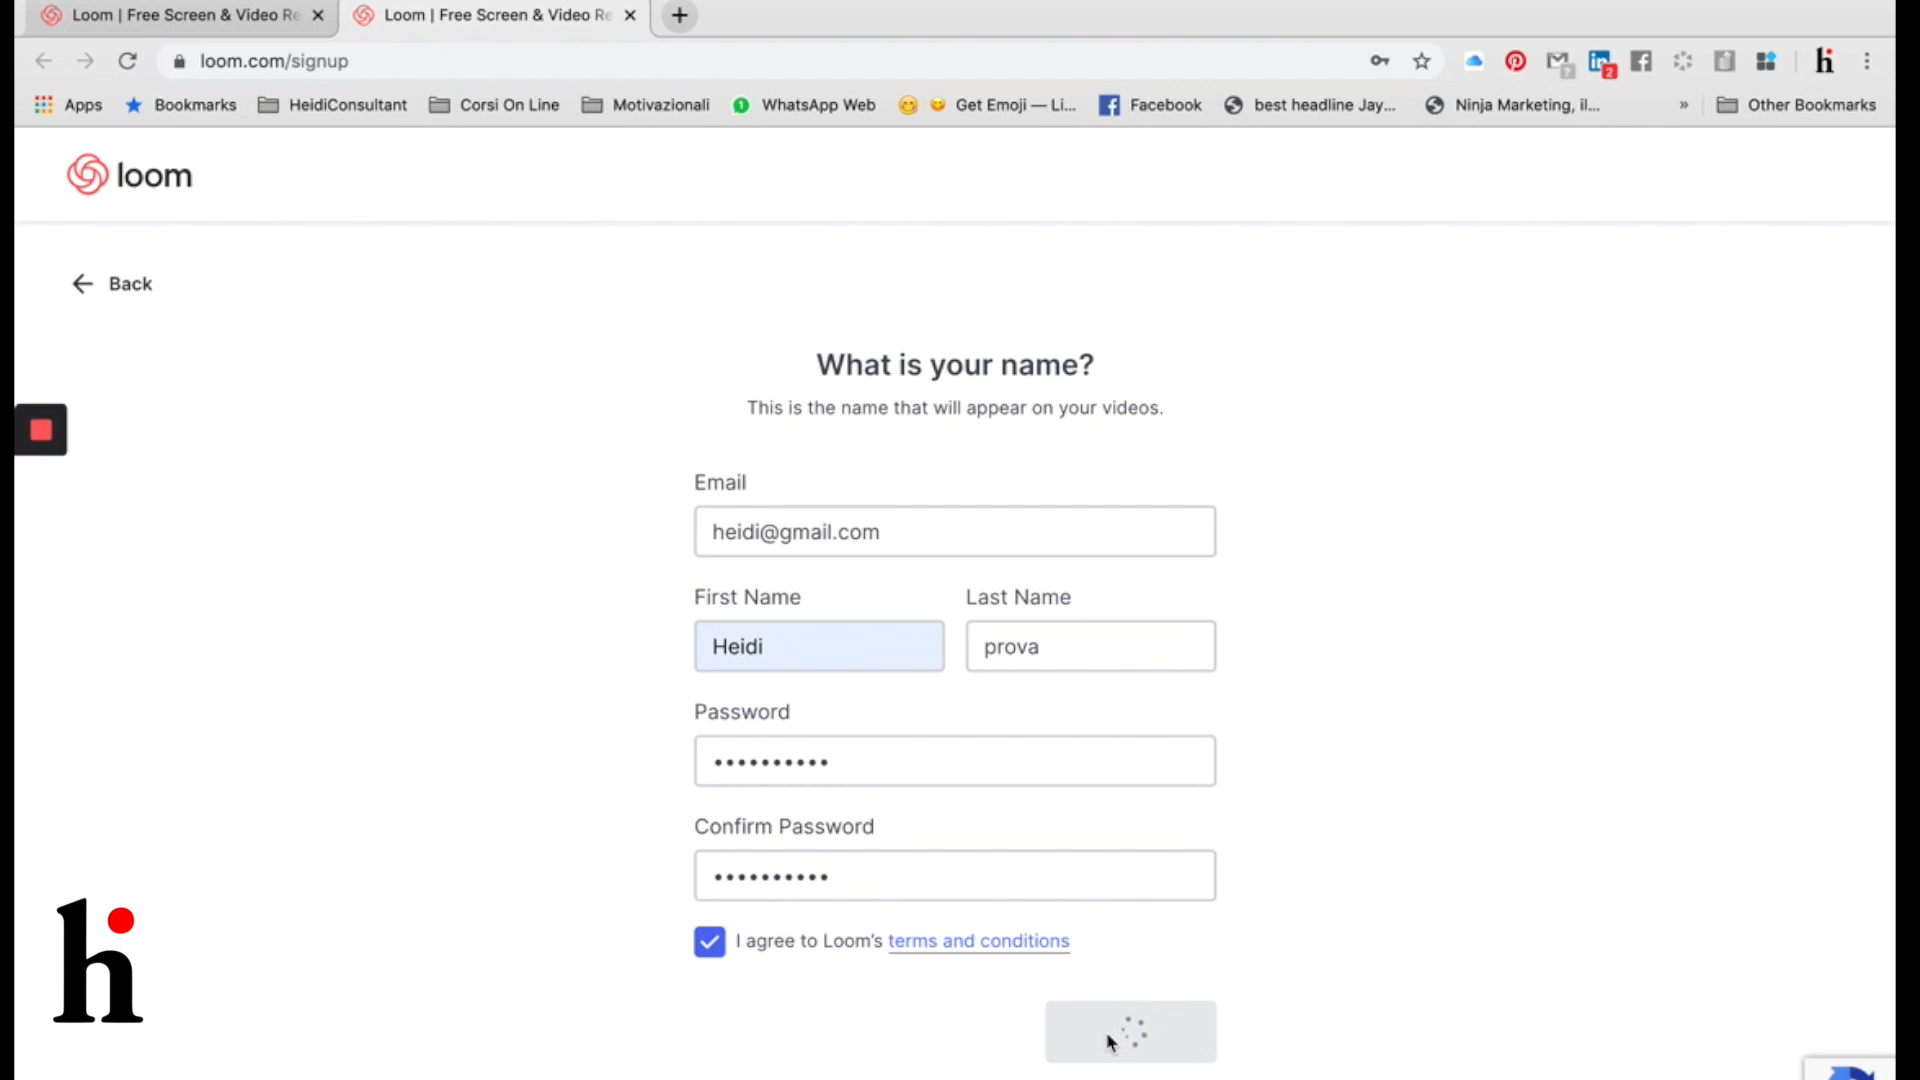 Loom | Free Screen & Video Re
Loom | Free Screen & Video Re
loom.com/signup
2
hi
Apps
Bookmarks
HeidiConsultant
Corsi On Line
Motivazionali
WhatsApp Web
Get Emoji — Li...
Facebook
best headline Jay...
Ninja Marketing, il...
»
Other Bookmarks
loom
Back
What is your name?
This is the name that will appear on your videos.
Email
heidi@gmail.com
First Name Last Name
Heidi prova
Password
••••••••••
Confirm Password
••••••••••
I agree to Loom's terms and conditions
hi